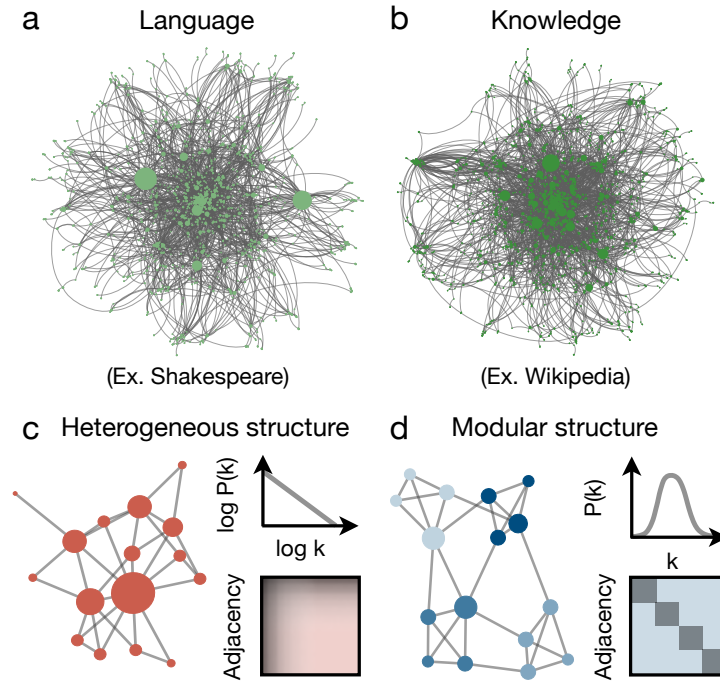 a Language
b Knowledge
(Ex. Shakespeare)
(Ex. Wikipedia)
c Heterogeneous structure
log P(k)
log k
Adjacency
d Modular structure
P(k)
k
Adjacency